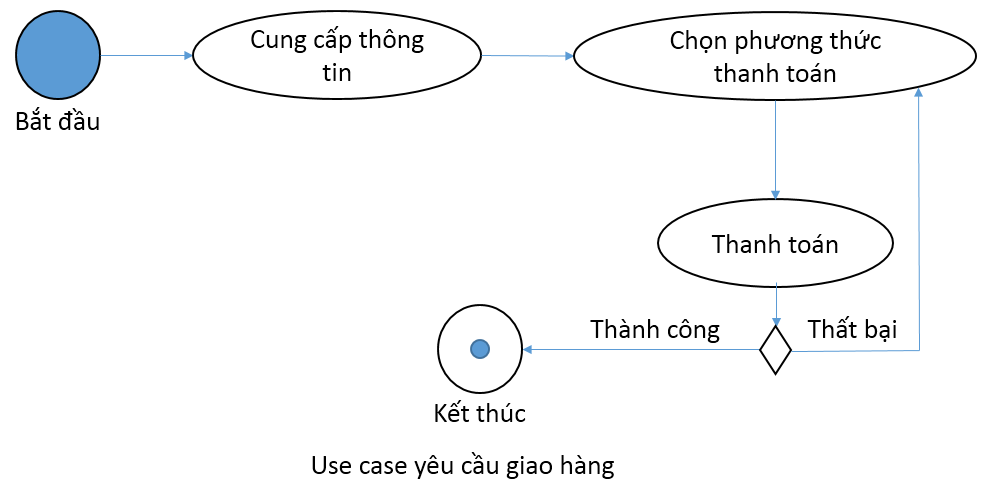 Cung cấp thông
tin
Chọn phương thức
thanh toán
Bắt đầu
Thanh toán
Thành công
Thất bại
Kết thúc
Use case yêu cầu giao hàng